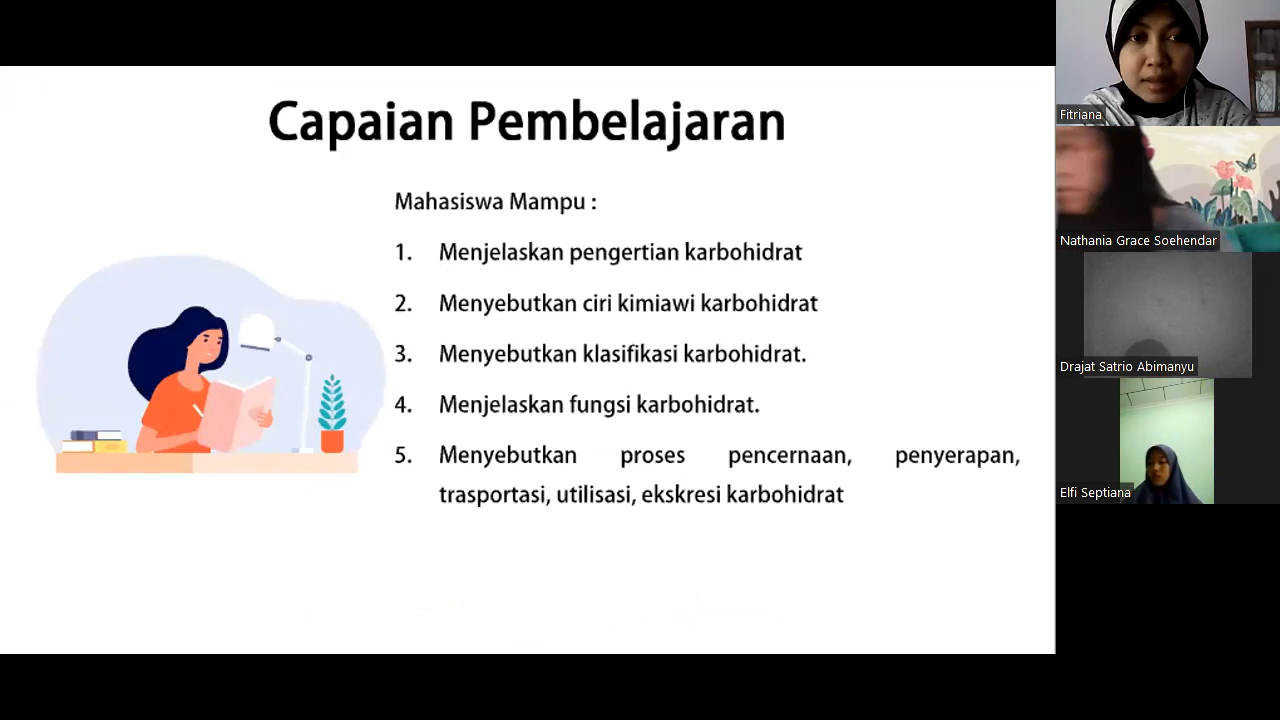 Capaian Pembelajaran
Mahasiswa Mampu :
1. Menjelaskan pengertian karbohidrat
2. Menyebutkan ciri kimiawi karbohidrat
3. Menyebutkan klasifikasi karbohidrat.
4. Menjelaskan fungsi karbohidrat.
5. Menyebutkan proses pencernaan, penyerapan,
trasportasi, utilisasi, ekskresi karbohidrat
Fitriana
Nathania Grace Soehendar
Drajat Satrio Abimanyu
Elfi Septiana